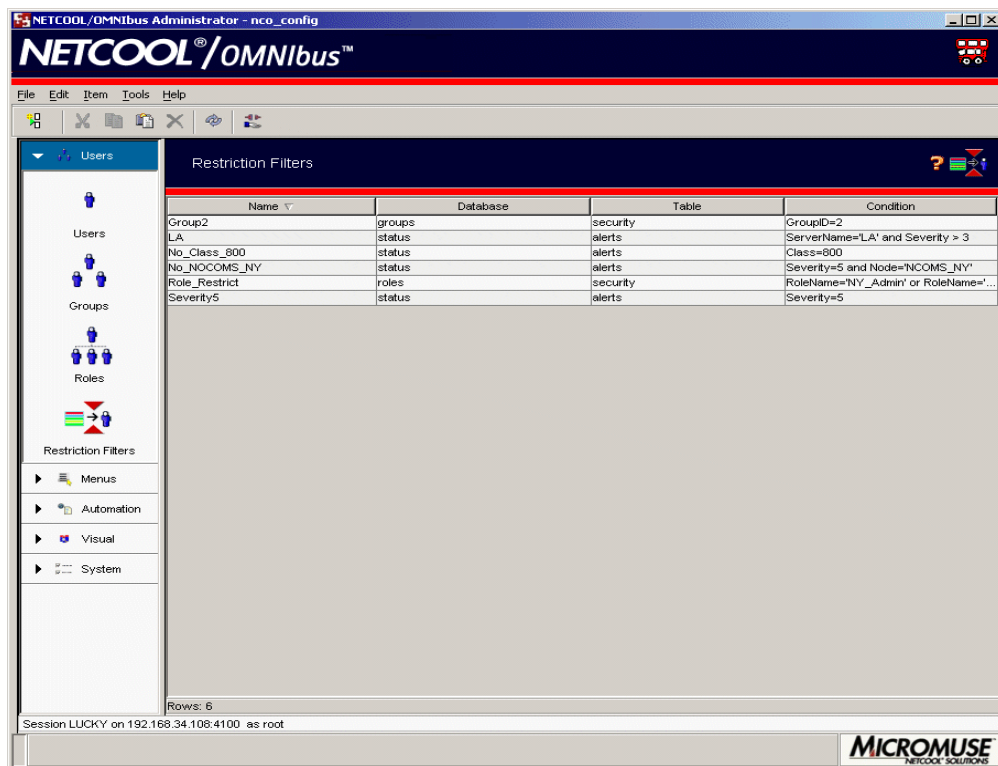 NETCOOL/OMNIbus Administrator - nco_config
NETCOOL®/OMNIbus™
File Edit Item Tools Help
Users
Restriction Filters
Users
Groups
Roles
Restriction Filters
Menus
Automation
Visual
System
Name Database Table Condition
Group2 groups security GroupID=2
LA status alerts ServerName='LA' and Severity > 3
No_Class_800 status alerts Class=800
No_NOCOMS_NY status alerts Severity=5 and Node='NCOMS_NY'
Role_Restrict roles security RoleName='NY_Admin' or RoleName='...
Severity5 status alerts Severity=5
Rows: 6
Session LUCKY on 192.168.34.108:4100 as root
MICROMUSE
NETCOOL® SOLUTIONS